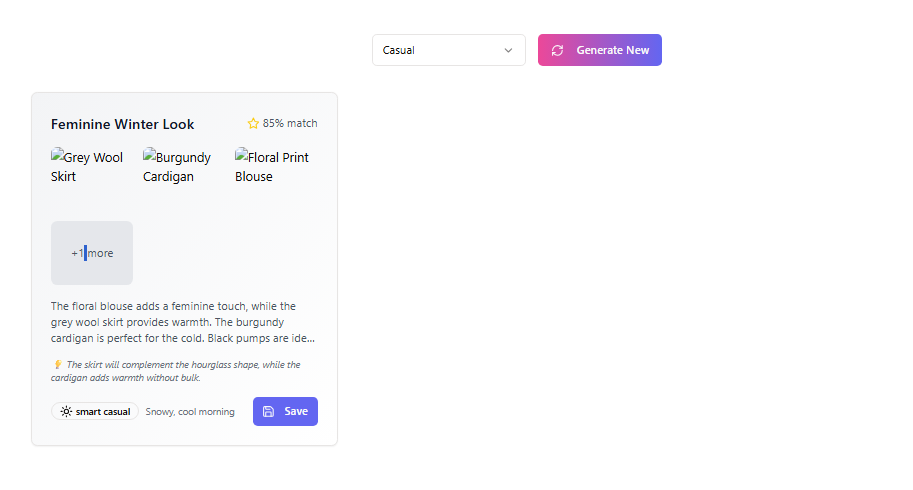 Casual
Generate New
Feminine Winter Look
85% match
Grey Wool Skirt
Burgundy Cardigan
Floral Print Blouse
+1 more
The floral blouse adds a feminine touch, while the
grey wool skirt provides warmth. The burgundy
cardigan is perfect for the cold. Black pumps are ide...
The skirt will complement the hourglass shape, while the
cardigan adds warmth without bulk.
smart casual
Snowy, cool morning
Save